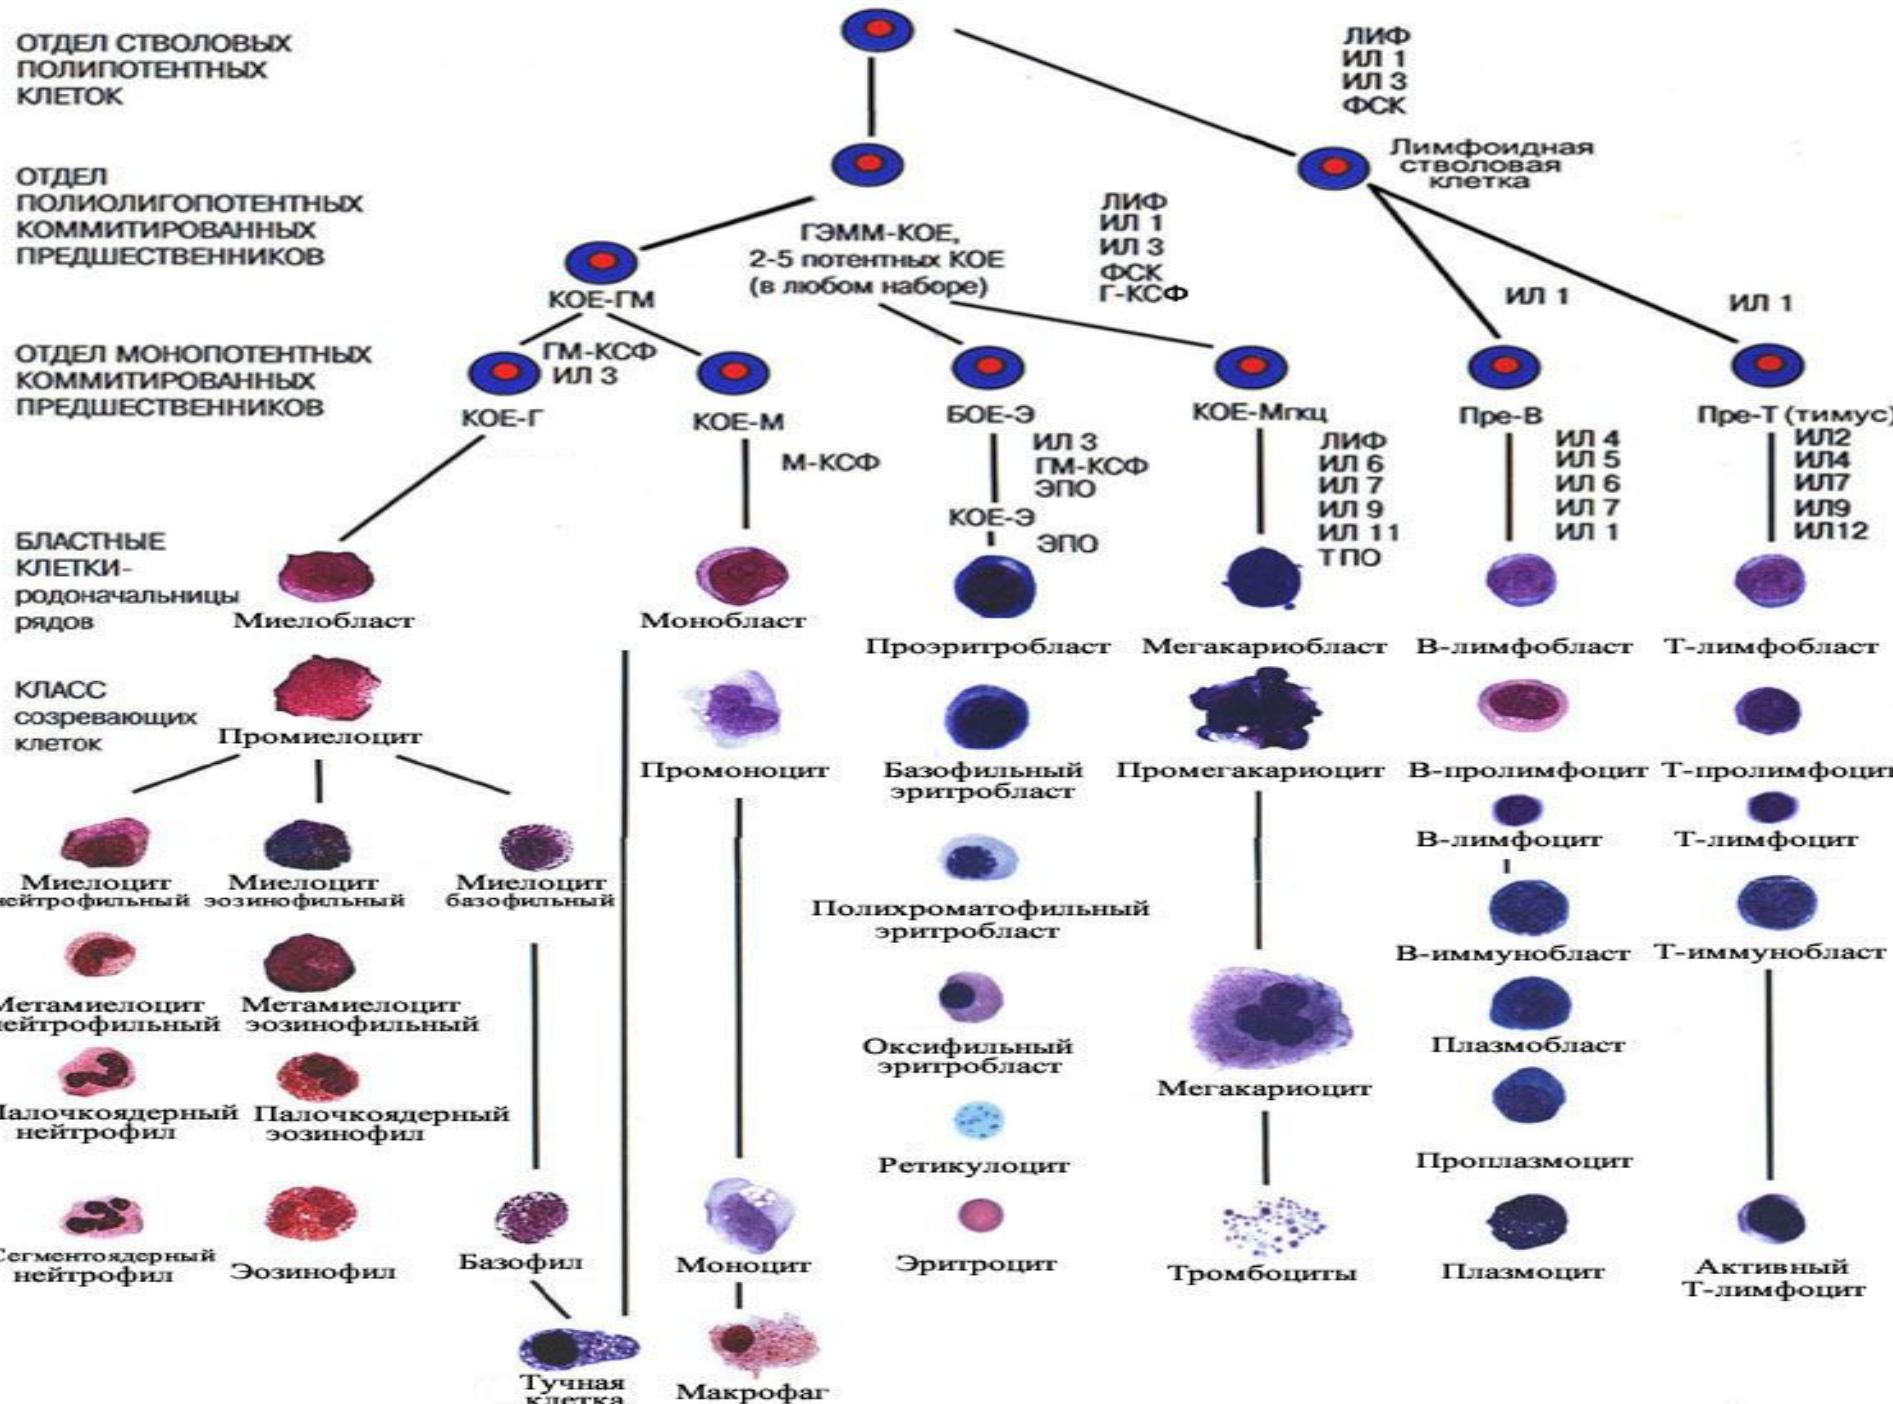 ОТДЕЛ СТВОЛОВЫХ
ПОЛИПОТЕНТНЫХ
КЛЕТОК
ЛИФ
ИЛ 1
ИЛ 3
ФСК
Лимфоидная
стволовая
клетка
ОТДЕЛ
ПОЛИОЛИГОПОТЕНТНЫХ
КОММИТИРОВАННЫХ
ПРЕДШЕСТВЕННИКОВ
КОЕ-ГМ
ГЭММ-КОЕ,
2-5 потентных КОЕ
(в любом наборе)
ЛИФ
ИЛ 1
ИЛ 3
ФСК
Г-КСФ
ИЛ 1
ИЛ 1
ОТДЕЛ МОНОПОТЕНТНЫХ
КОММИТИРОВАННЫХ
ПРЕДШЕСТВЕННИКОВ
ГМ-КСФ
ИЛ 3
КОЕ-Г
КОЕ-М
БОЕ-Э
КОЕ-Мгкц
Пре-В
Пре-Т (тимус)
М-КСФ
ИЛ 3
ГМ-КСФ
ЭПО
КОЕ-Э
ЭПО
ЛИФ
ИЛ 6
ИЛ 7
ИЛ 9
ИЛ 11
ТПО
ИЛ 4
ИЛ 5
ИЛ 6
ИЛ 7
ИЛ 1
ИЛ2
ИЛ4
ИЛ7
ИЛ9
ИЛ12
БЛАСТНЫЕ
КЛЕТКИ-
родоначальницы
рядов
Миелобласт
Монобласт
Проэритробласт
Мегакариобласт
В-лимфобласт
Т-лимфобласт
КЛАСС
созревающих
клеток
Промиелоцит
Промоноцит
Базофильный
эритробласт
Промегакариоцит
В-пролимфоцит
Т-пролимфоцит
В-лимфоцит
Т-лимфоцит
Миелоцит
нейтрофильный
Миелоцит
эозинофильный
Миелоцит
базофильный
Полихроматофильный
эритробласт
В-иммунобласт
Т-иммунобласт
Метамиелоцит
нейтрофильный
Метамиелоцит
эозинофильный
Оксифильный
эритробласт
Мегакариоцит
Плазмобласт
Палочкоядерный
нейтрофил
Палочкоядерный
эозинофил
Ретикулоцит
Проплазмоцит
Сегментоядерный
нейтрофил
Эозинофил
Базофил
Моноцит
Эритроцит
Тромбоциты
Плазмоцит
Активный
Т-лимфоцит
Тучная
клетка
Макрофаг